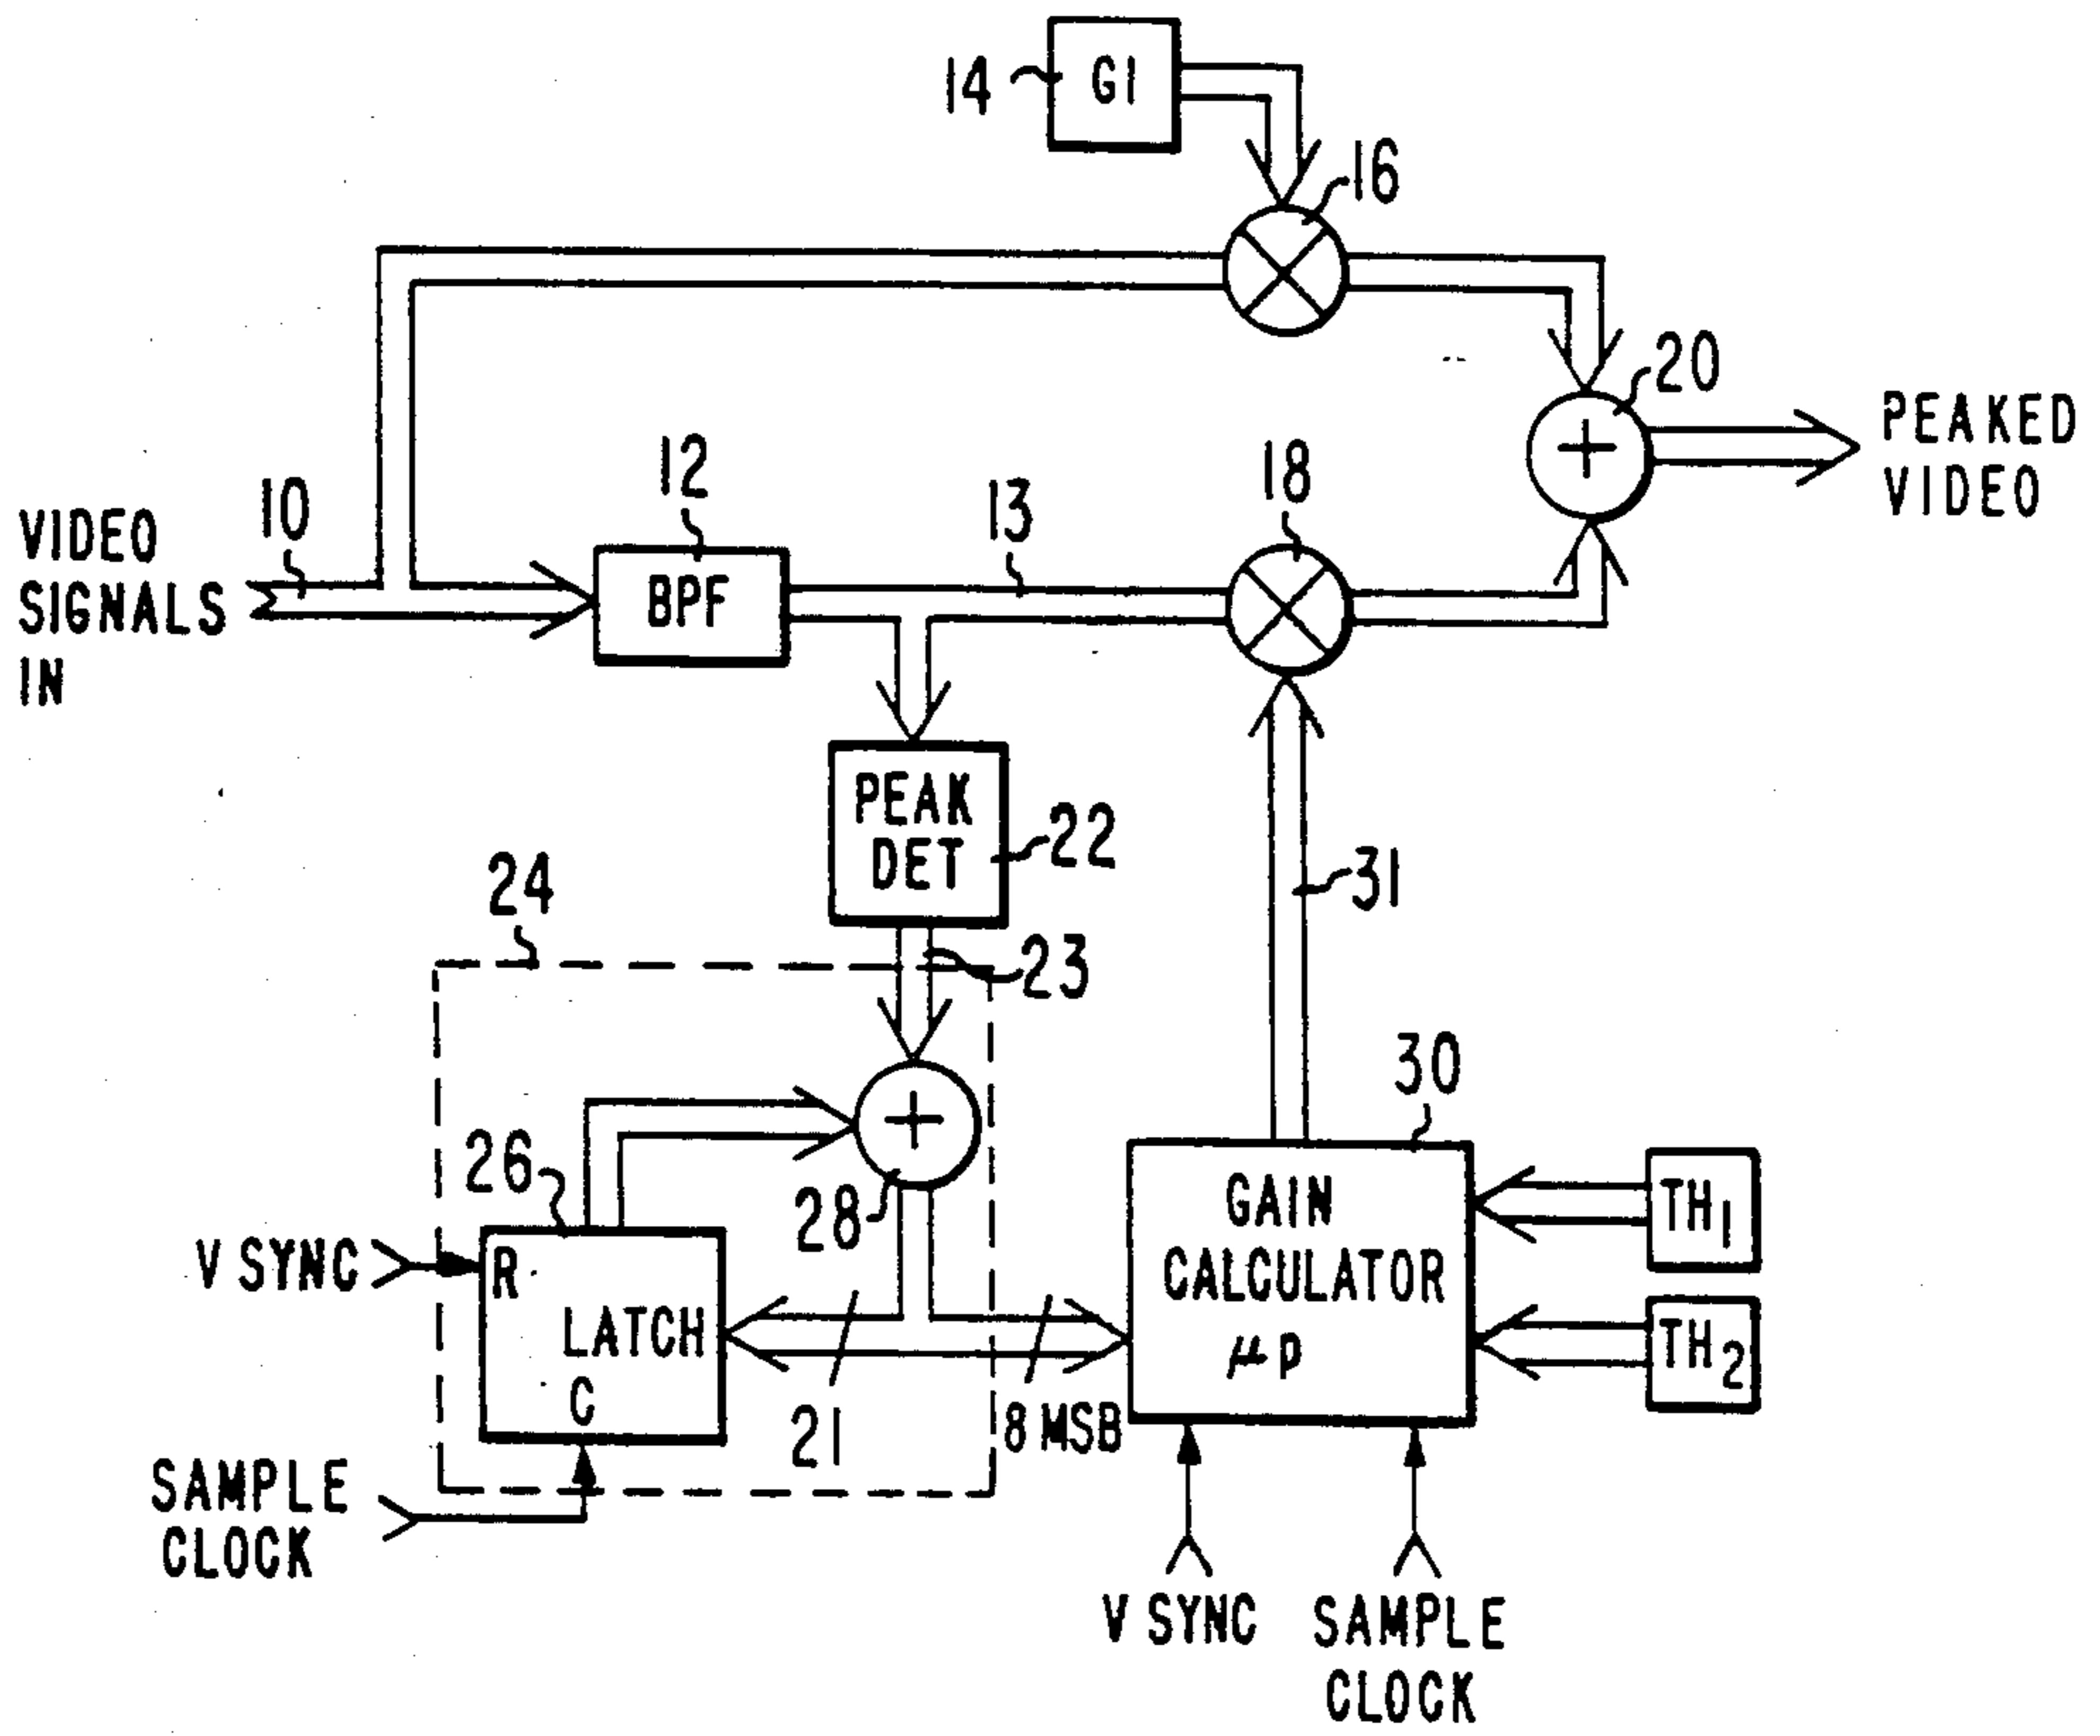 14
G1
16
20
PEAKED
VIDEO
VIDEO
SIGNALS
IN
10
12
BPF
13
18
PEAK
DET
22
31
24
23
30
26
28
V SYNC
R
LATCH
C
21
8 MSB
GAIN
CALCULATOR
μP
TH1
TH2
SAMPLE
CLOCK
V SYNC
SAMPLE
CLOCK